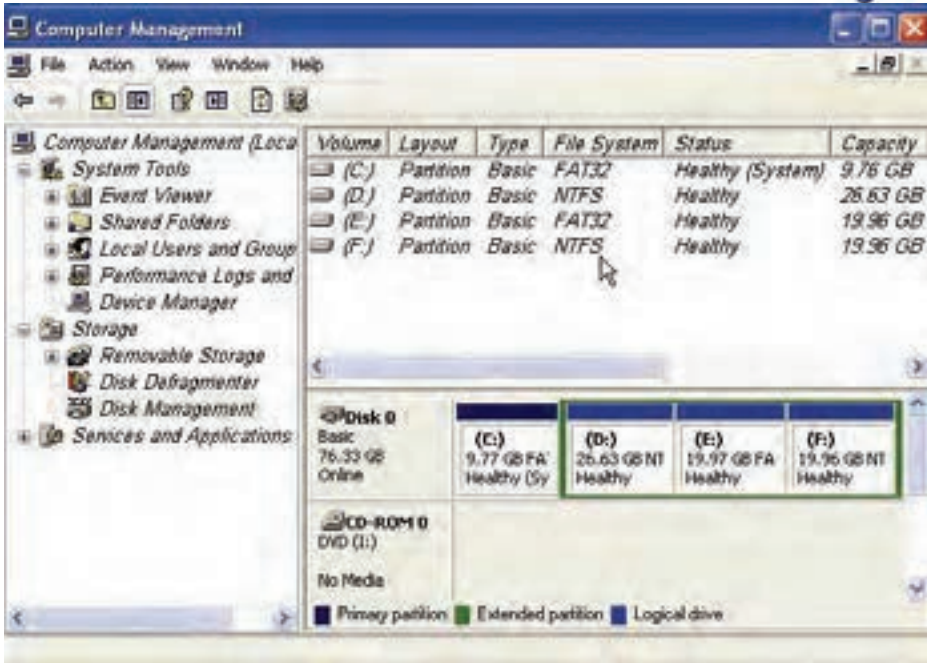 Computer Management
File Action View Window Help
Computer Management (Loca
System Tools
Event Viewer
Shared Folders
Local Users and Group
Performance Logs and
Device Manager
Storage
Removable Storage
Disk Defragmenter
Disk Management
Services and Applications
Volume Layout Type File System Status Capacity
(C:) Partition Basic FAT32 Healthy (System) 9.76 GB
(D:) Partition Basic NTFS Healthy 26.63 GB
(E:) Partition Basic FAT32 Healthy 19.96 GB
(F:) Partition Basic NTFS Healthy 19.96 GB
Disk 0
Basic
76.33 GB
Online
(C:)
9.77 GB FA
Healthy (Sy
(D:)
26.63 GB NT
Healthy
(E:)
19.97 GB FA
Healthy
(F:)
19.96 GB NT
Healthy
CD-ROM 0
DVD (I:)
No Media
Primary partition Extended partition Logical drive